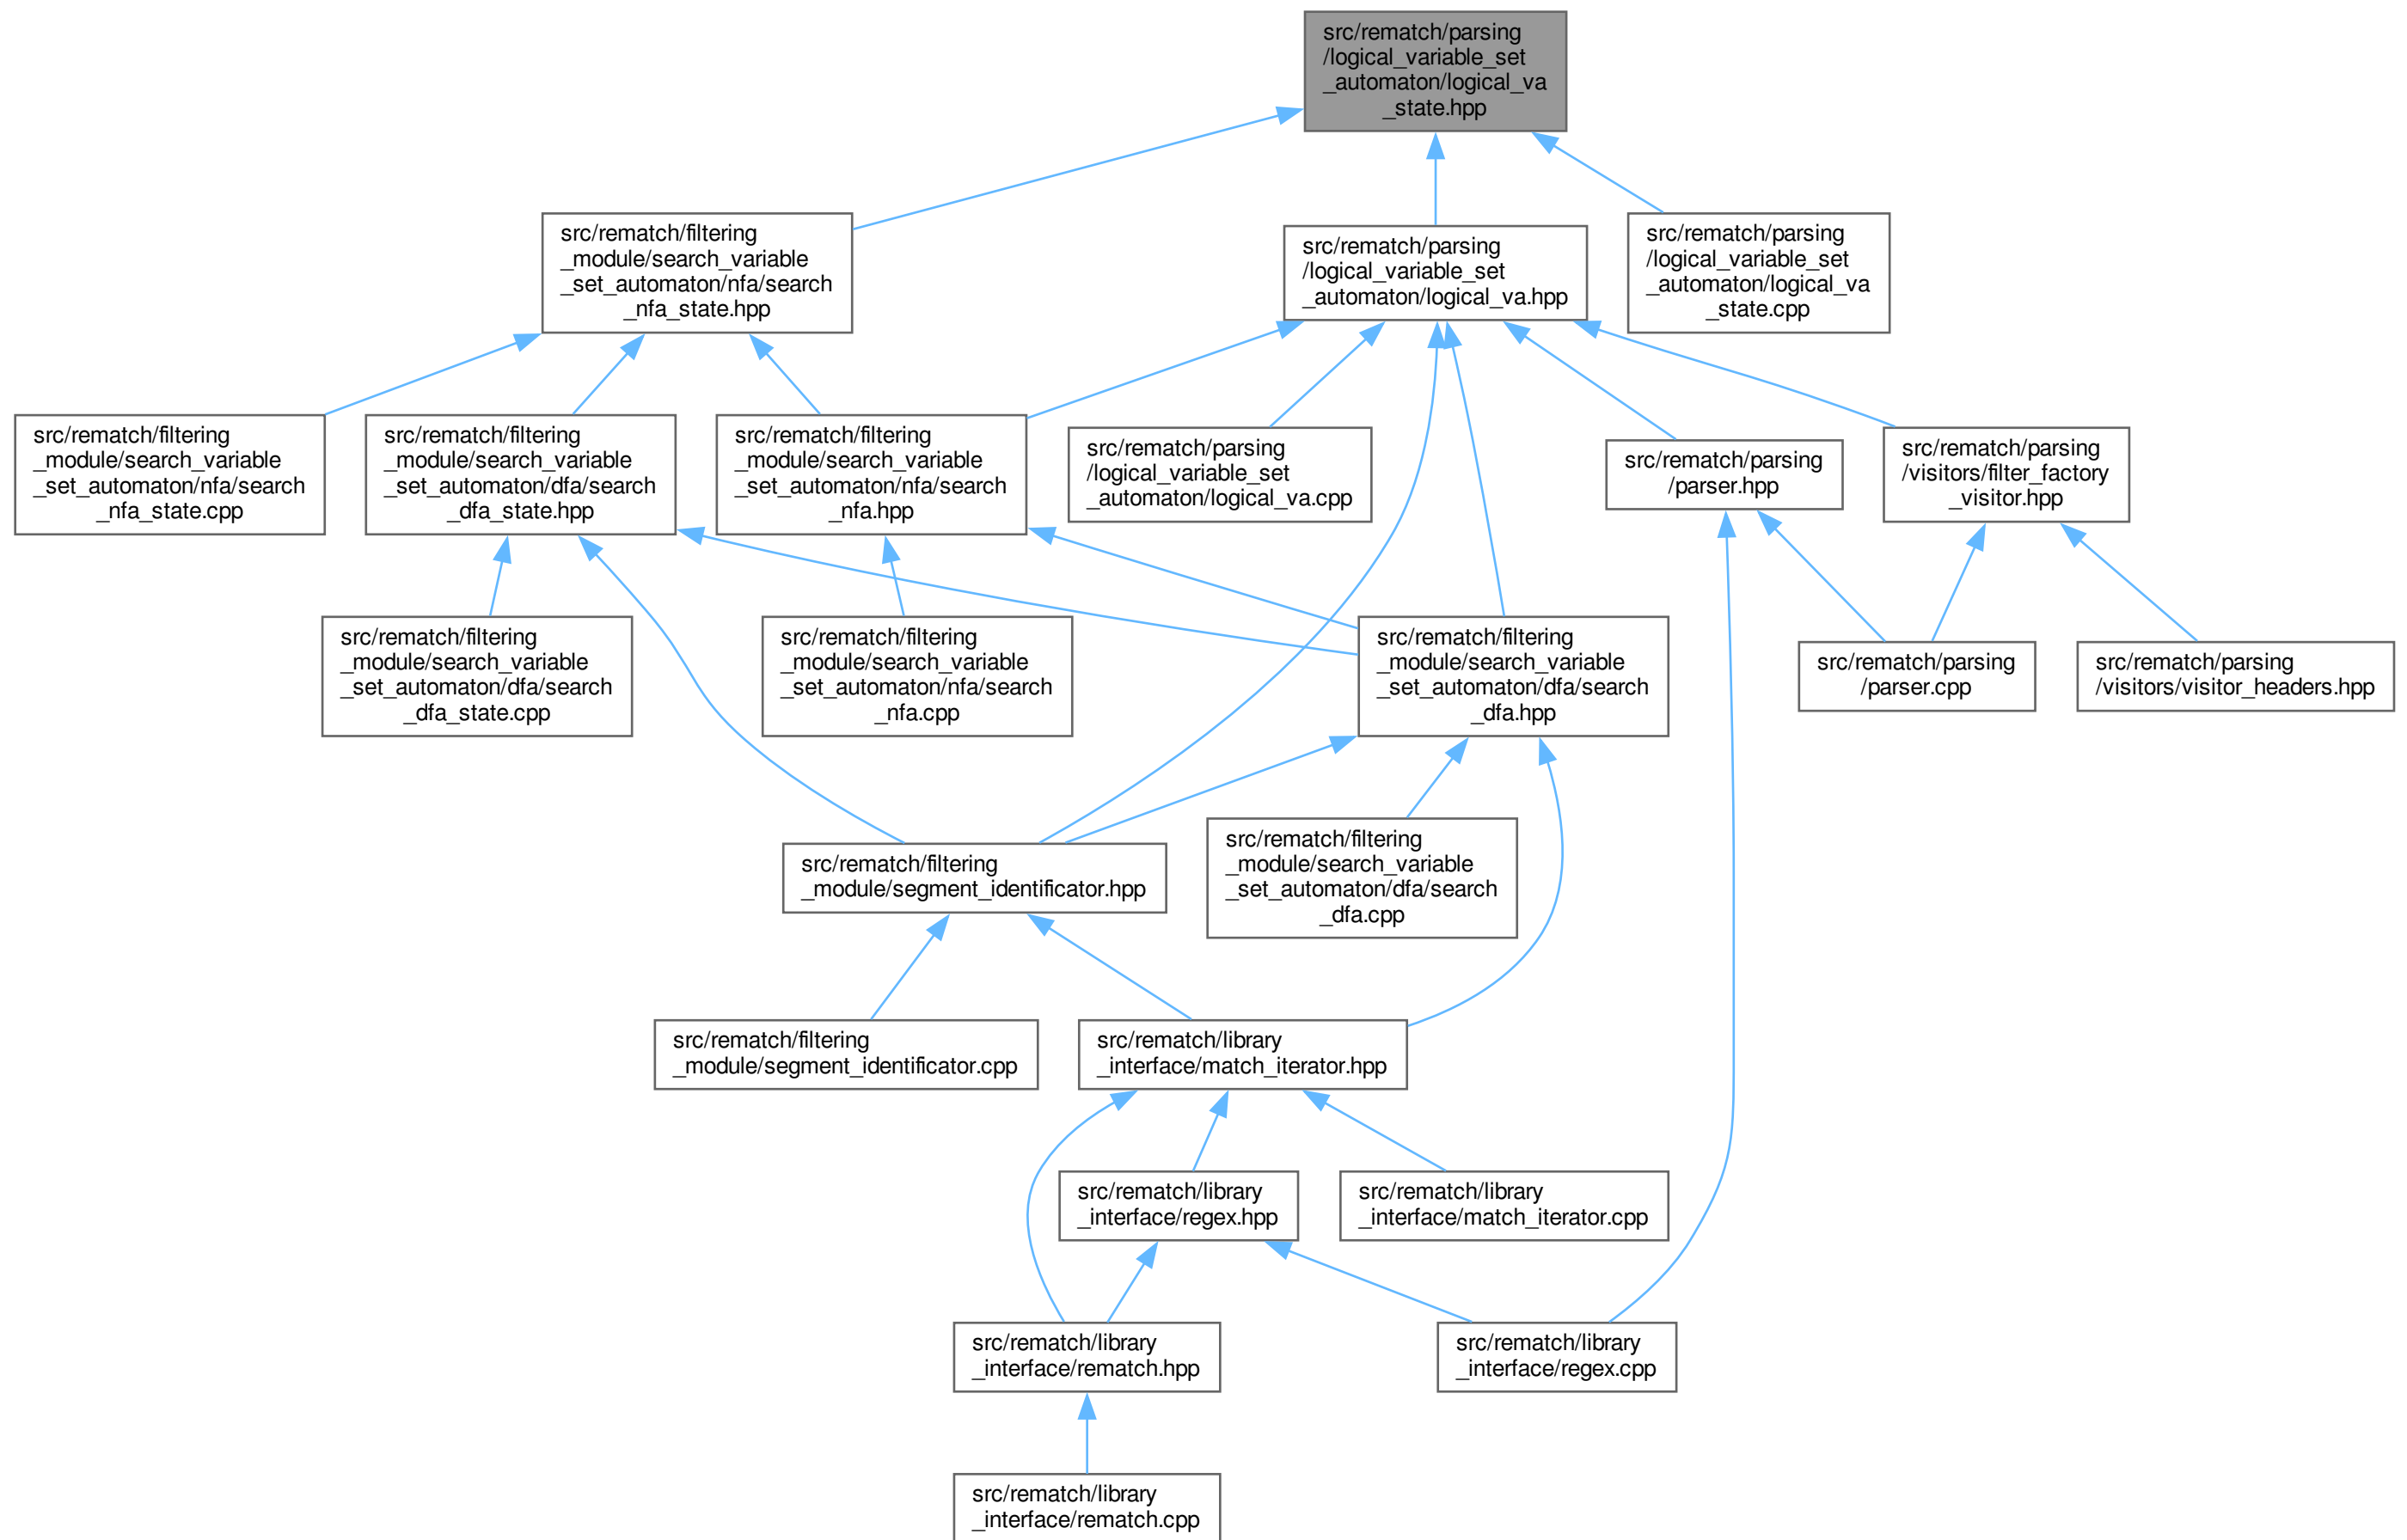 src/rematch/parsing
/logical_variable_set
_automaton/logical_va
_state.hpp
src/rematch/filtering
_module/search_variable
_set_automaton/nfa/search
_nfa_state.hpp
src/rematch/parsing
/logical_variable_set
_automaton/logical_va.hpp
src/rematch/parsing
/logical_variable_set
_automaton/logical_va
_state.cpp
src/rematch/filtering
_module/search_variable
_set_automaton/nfa/search
_nfa_state.cpp
src/rematch/filtering
_module/search_variable
_set_automaton/dfa/search
_dfa_state.hpp
src/rematch/filtering
_module/search_variable
_set_automaton/nfa/search
_nfa.hpp
src/rematch/parsing
/logical_variable_set
_automaton/logical_va.cpp
src/rematch/parsing
/parser.hpp
src/rematch/parsing
/visitors/filter_factory
_visitor.hpp
src/rematch/filtering
_module/search_variable
_set_automaton/dfa/search
_dfa_state.cpp
src/rematch/filtering
_module/search_variable
_set_automaton/nfa/search
_nfa.cpp
src/rematch/filtering
_module/search_variable
_set_automaton/dfa/search
_dfa.hpp
src/rematch/parsing
/parser.cpp
src/rematch/parsing
/visitors/visitor_headers.hpp
src/rematch/filtering
_module/segment_identificator.hpp
src/rematch/filtering
_module/search_variable
_set_automaton/dfa/search
_dfa.cpp
src/rematch/filtering
_module/segment_identificator.cpp
src/rematch/library
_interface/match_iterator.hpp
src/rematch/library
_interface/regex.hpp
src/rematch/library
_interface/match_iterator.cpp
src/rematch/library
_interface/rematch.hpp
src/rematch/library
_interface/regex.cpp
src/rematch/library
_interface/rematch.cpp